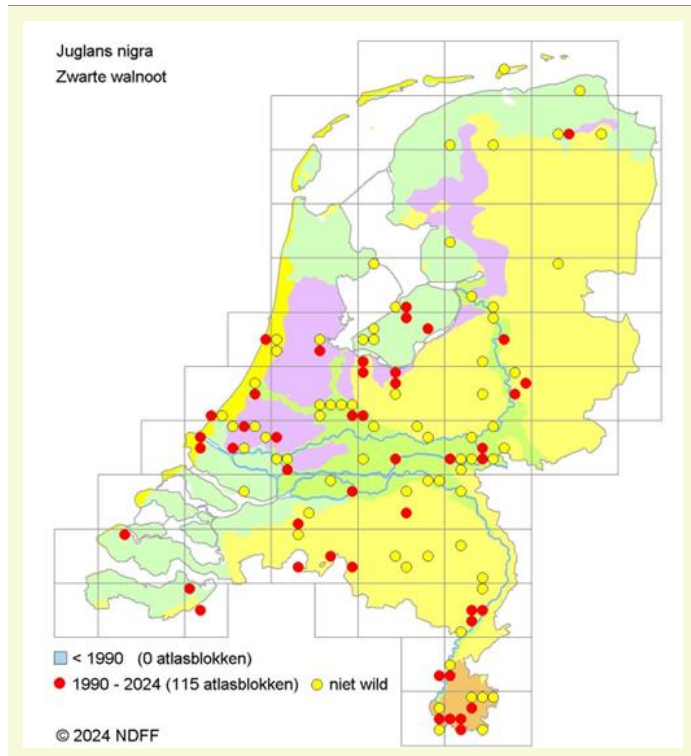 Juglans nigra
Zwarte walnoot
< 1990 (0 atlasblokken)
1990 - 2024 (115 atlasblokken) niet wild
© 2024 NDFF